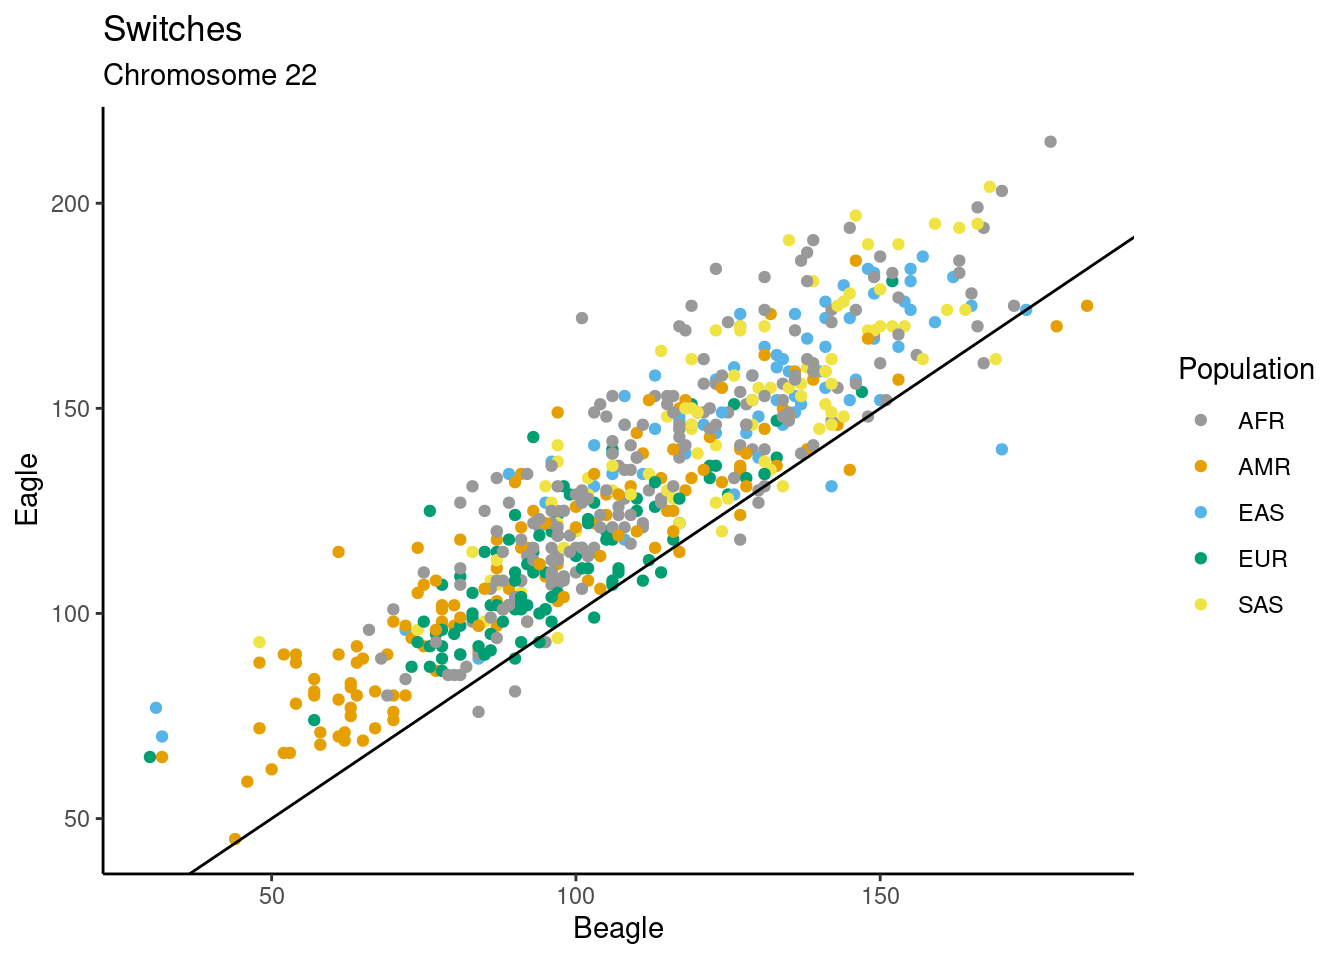 Switches
Chromosome 22
200
150
100
50
Eagle
50
100
150
Beagle
Population
AFR
AMR
EAS
EUR
SAS